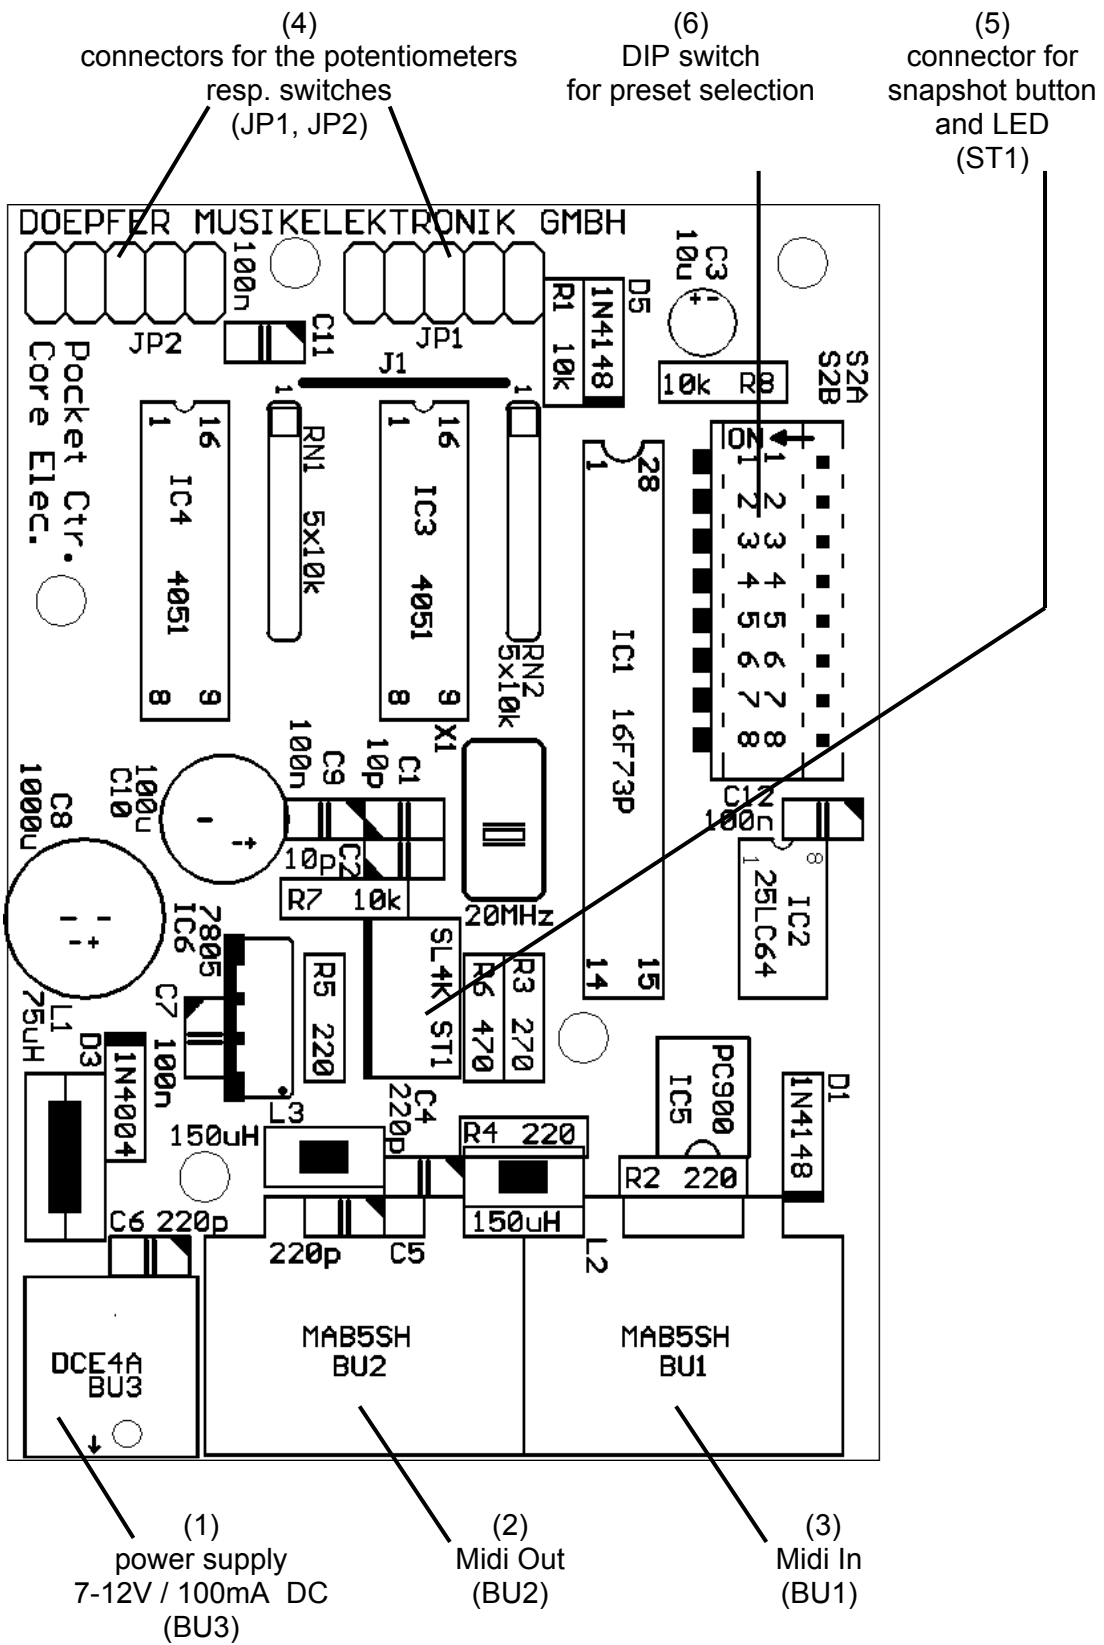 (4)
connectors for the potentiometers
resp. switches
(JP1, JP2)
(6)
DIP switch
for preset selection
(5)
connector for
snapshot button
and LED
(ST1)
DOEPFER MUSIKELEKTRONIK GMBH
JP2
100n
C11
JP1
J1
R1 10k
1N4148
D5
10u
C3
+ -
10k R8
S2A
S2B
Pocket Ctr.
Core Elec.
1 16
IC4 4051
8 9
1
RN1 5x10k
1 16
IC3 4051
8 9
1
RN2
5x10k
1 28
IC1 16F73P
14 15
ON
1 1
2 2
3 3
4 4
5 5
6 6
7 7
8 8
C12
100n
1 8
IC2
25LC64
X1
20MHz
100n
C9
10p
C1
10p
C2
R7 10k
100u
C10
- +
C8
1000u
- -
- +
7805
IC6
C7
100n
L1
75uH
D3
1N4004
R5 220
SL4K ST1
R6 470
R3 270
L3
150uH
C4
220p
R4 220
PC900
IC5
D1
1N4148
R2 220
150uH
L2
C6 220p
220p C5
DCE4A
BU3
MAB5SH
BU2
MAB5SH
BU1
(1)
power supply
7-12V / 100mA DC
(BU3)
(2)
Midi Out
(BU2)
(3)
Midi In
(BU1)